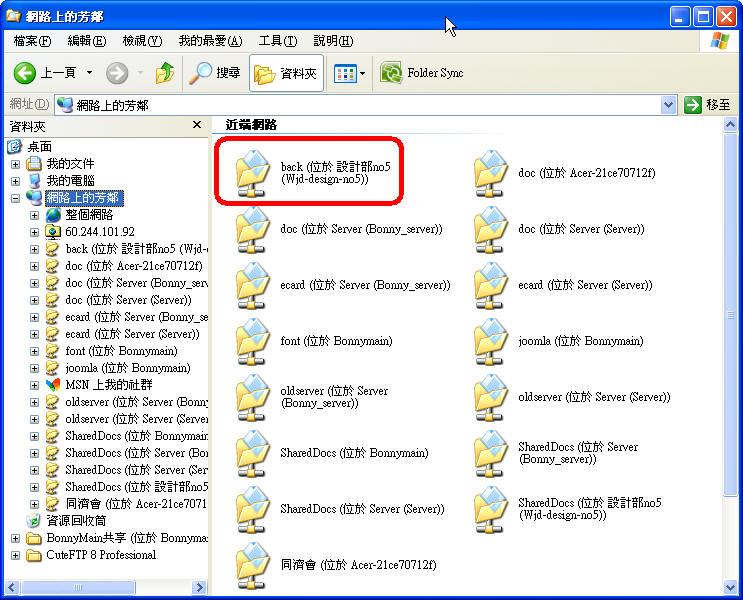 網路上的芳鄰
檔案(F) 編輯(E) 檢視(V) 我的最愛(A) 工具(T) 說明(H)
上一頁 搜尋 資料夾 Folder Sync
網址(D) 網路上的芳鄰 移至
資料夾
桌面
我的文件
我的電腦
網路上的芳鄰
整個網路
60.244.101.92
back (位於 設計部no5 (Wjd-
doc (位於 Acer-21ce70712f)
doc (位於 Server (Bonny_serv
doc (位於 Server (Server))
ecard (位於 Server (Bonny_se
ecard (位於 Server (Server))
font (位於 Bonnymain)
joomla (位於 Bonnymain)
MSN 上我的社群
oldserver (位於 Server (Bonny
oldserver (位於 Server (Server
SharedDocs (位於 Bonnymain
SharedDocs (位於 Server (Bon
SharedDocs (位於 Server (Ser
SharedDocs (位於 設計部no5
同濟會 (位於 Acer-21ce7071
資源回收筒
BonnyMain共享 (位於 Bonnyma
CuteFTP 8 Professional
近端網路
back (位於 設計部no5
(Wjd-design-no5))
doc (位於 Acer-21ce70712f)
doc (位於 Server (Bonny_server))
doc (位於 Server (Server))
ecard (位於 Server (Bonny_server))
ecard (位於 Server (Server))
font (位於 Bonnymain)
joomla (位於 Bonnymain)
oldserver (位於 Server
(Bonny_server))
oldserver (位於 Server (Server))
SharedDocs (位於 Bonnymain)
SharedDocs (位於 Server
(Bonny_server))
SharedDocs (位於 Server (Server))
SharedDocs (位於 設計部no5
(Wjd-design-no5))
同濟會 (位於 Acer-21ce70712f)